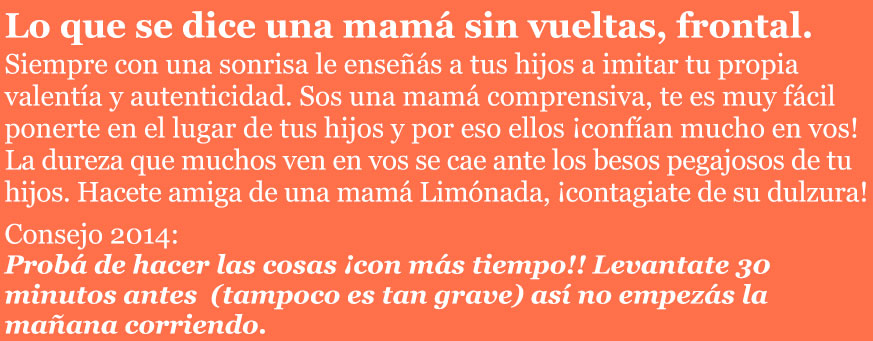 Lo que se dice una mamá sin vueltas, frontal.
Siempre con una sonrisa le enseñás a tus hijos a imitar tu propia
valentía y autenticidad. Sos una mamá comprensiva, te es muy fácil
ponerte en el lugar de tus hijos y por eso ellos ¡confían mucho en vos!
La dureza que muchos ven en vos se cae ante los besos pegajosos de tu
hijos. Hacete amiga de una mamá Limónada, ¡contagiate de su dulzura!
Consejo 2014:
Probá de hacer las cosas ¡con más tiempo!! Levantate 30
minutos antes  (tampoco es tan grave) así no empezás la
mañana corriendo.